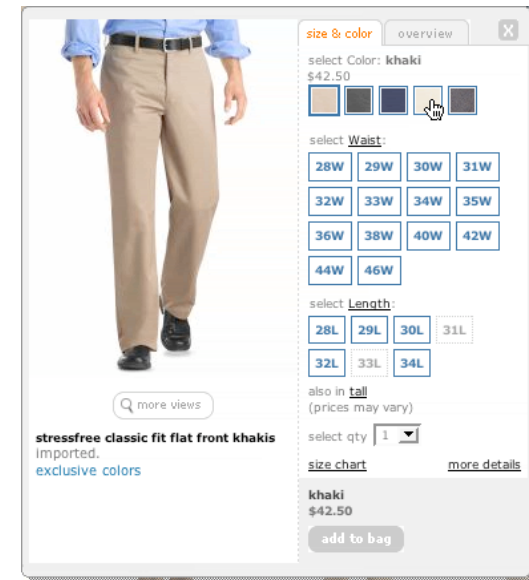 size & color
overview
X
select Color: khaki
$42.50
select Waist:
28W 29W 30W 31W
32W 33W 34W 35W
36W 38W 40W 42W
44W 46W
select Length:
28L 29L 30L 31L
32L 33L 34L
also in tall
(prices may vary)
select qty 1
size chart
more details
khaki
$42.50
add to bag
more views
stressfree classic fit flat front khakis
imported.
exclusive colors